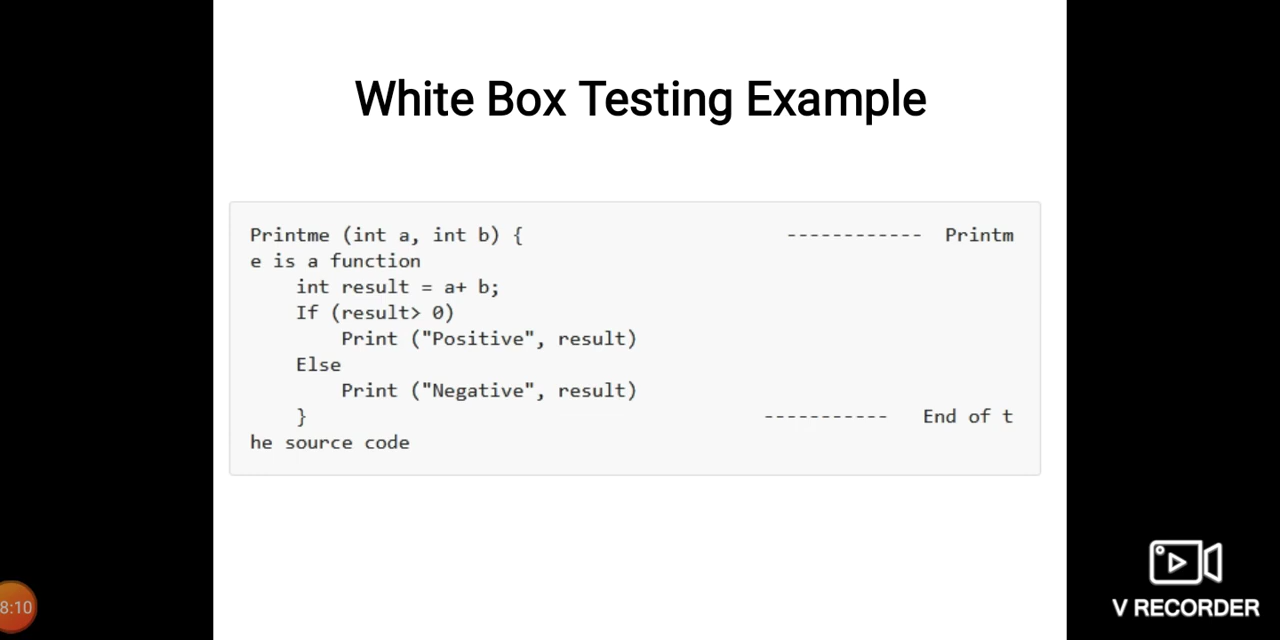 White Box Testing Example
Printme (int a, int b) { ------------ Printm
e is a function
int result = a+ b;
If (result> 0)
Print ("Positive", result)
Else
Print ("Negative", result)
} ----------- End of t
he source code
8:10
V RECORDER